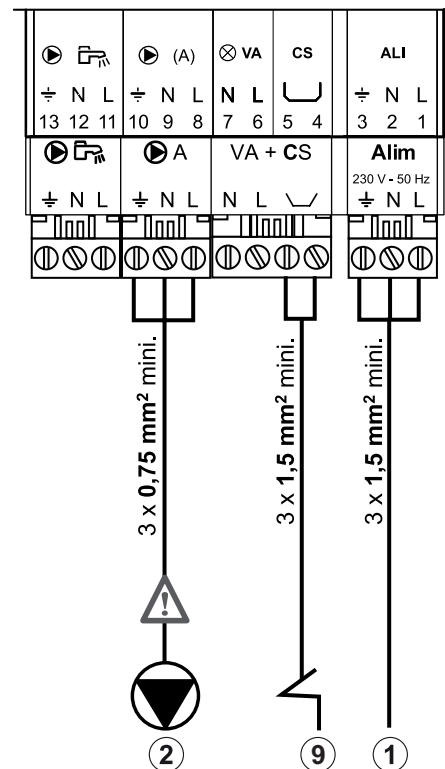 (A) VA CS ALI
⏚ N L ⏚ N L N L ⏚ N L
13 12 11 10 9 8 7 6 5 4 3 2 1
A VA + CS Alim
230 V - 50 Hz
⏚ N L ⏚ N L N L ⏚ N L
3 x 0,75 mm² mini.
3 x 1,5 mm² mini.
3 x 1,5 mm² mini.
2 9 1